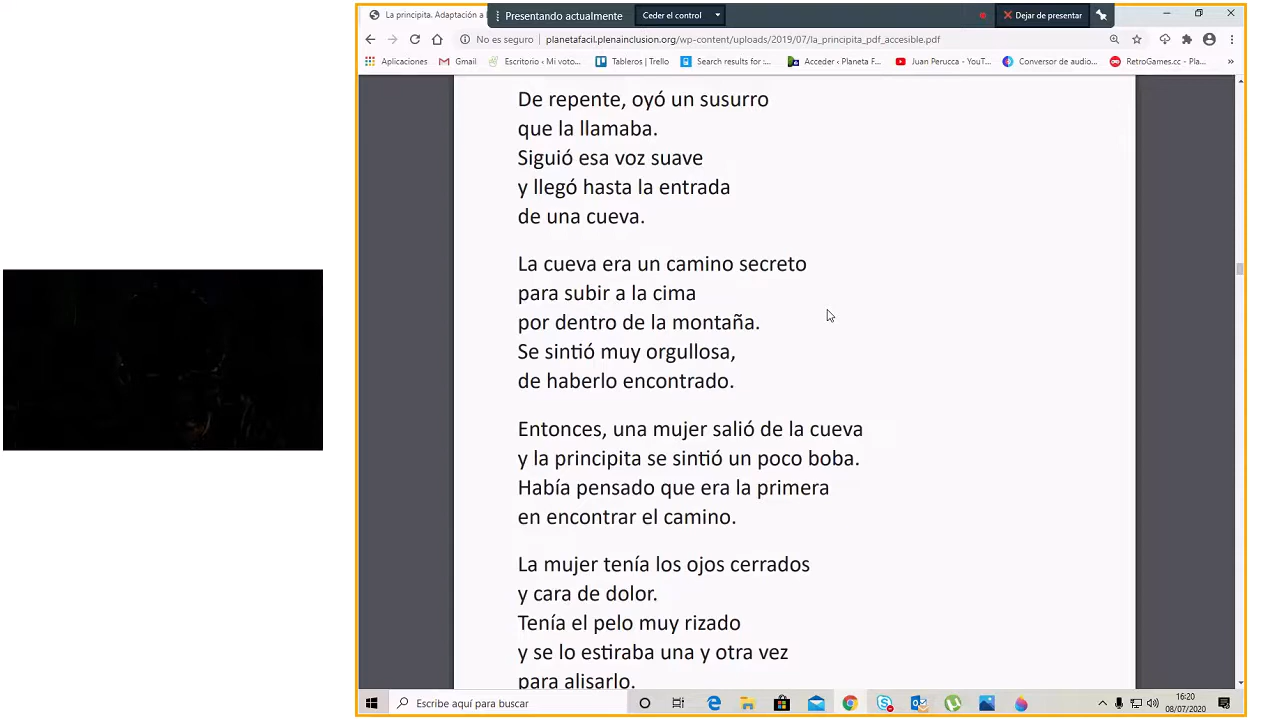 La principita. Adaptación a
Presentando actualmente
Ceder el control
Dejar de presentar
No es seguro
planetafacil.plenainclusion.org/wp-content/uploads/2019/07/la_principita_pdf_accesible.pdf
Aplicaciones
Gmail
Escritorio ‹ Mi voto...
Tableros | Trello
Search results for :...
Acceder ‹ Planeta F...
Juan Perucca - YouT...
Conversor de audio...
RetroGames.cc - Pla...
»
De repente, oyó un susurro
que la llamaba.
Siguió esa voz suave
y llegó hasta la entrada
de una cueva.
La cueva era un camino secreto
para subir a la cima
por dentro de la montaña.
Se sintió muy orgullosa,
de haberlo encontrado.
Entonces, una mujer salió de la cueva
y la principita se sintió un poco boba.
Había pensado que era la primera
en encontrar el camino.
La mujer tenía los ojos cerrados
y cara de dolor.
Tenía el pelo muy rizado
y se lo estiraba una y otra vez
para alisarlo.
Escribe aquí para buscar
16:20
08/07/2020